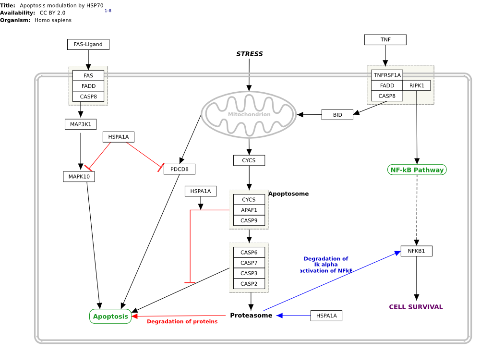 Title: Apoptosis modulation by HSP70
Availability: CC BY 2.0
Organism: Homo sapiens
FAS-Ligand
TNF
STRESS
FAS
FADD
CASP8
TNFRSF1A
FADD
CASP8
RIPK1
Mitochondrian
BID
MAP3K1
HSPA1A
CYCS
MAPK10
PDCD8
NF-kB Pathway
HSPA1A
Apoptosome
CYCS
APAF1
CASP9
CASP6
CASP7
CASP3
CASP2
Degradation of
Ik alpha
activation of NFkB
NFKB1
CELL SURVIVAL
Apoptosis
Degradation of proteins
Proteasome
HSPA1A